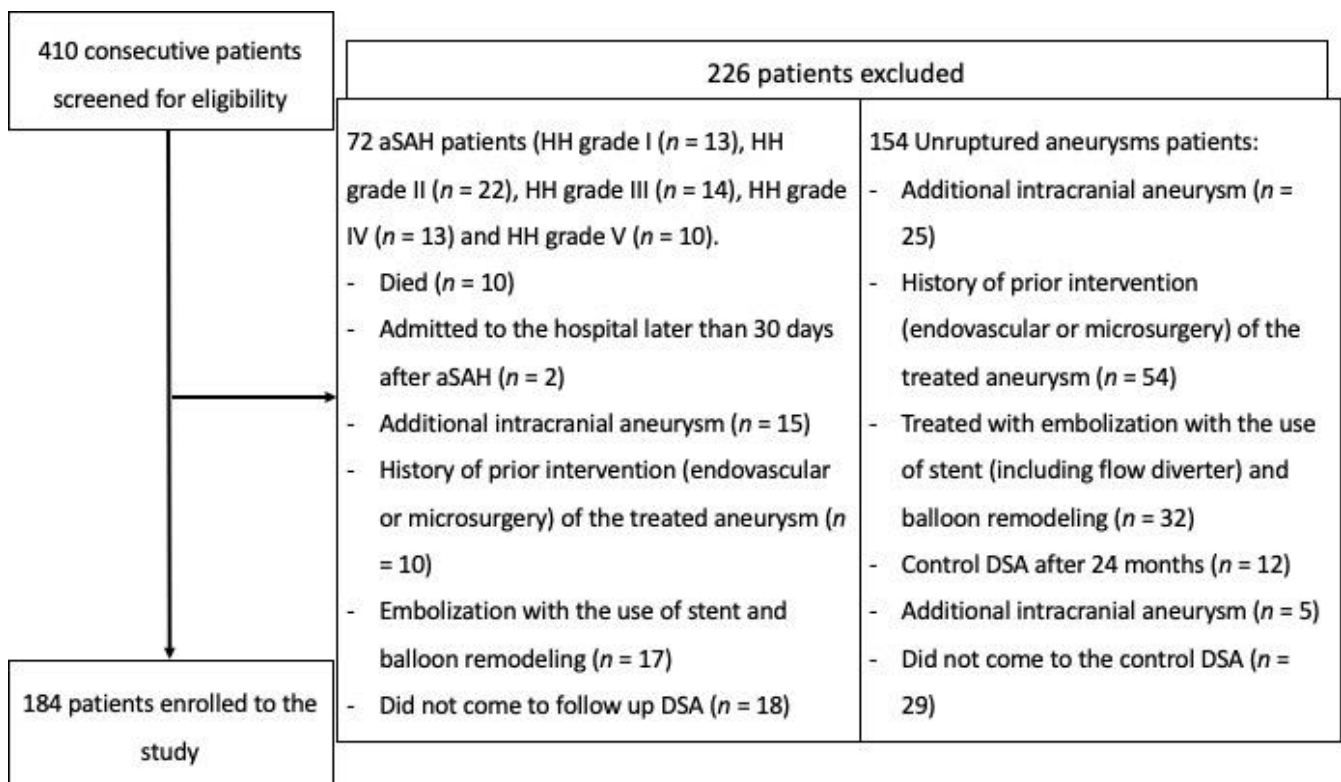 410 consecutive patients
screened for eligibility
226 patients excluded
72 aSAH patients (HH grade I (n = 13), HH
grade II (n = 22), HH grade III (n = 14), HH grade
IV (n = 13) and HH grade V (n = 10).
- Died (n = 10)
- Admitted to the hospital later than 30 days
after aSAH (n = 2)
- Additional intracranial aneurysm (n = 15)
- History of prior intervention (endovascular
or microsurgery) of the treated aneurysm (n
= 10)
- Embolization with the use of stent and
balloon remodeling (n = 17)
- Did not come to follow up DSA (n = 18)
154 Unruptured aneurysms patients:
- Additional intracranial aneurysm (n =
25)
- History of prior intervention
(endovascular or microsurgery) of the
treated aneurysm (n = 54)
- Treated with embolization with the use
of stent (including flow diverter) and
balloon remodeling (n = 32)
- Control DSA after 24 months (n = 12)
- Additional intracranial aneurysm (n = 5)
- Did not come to the control DSA (n =
29)
184 patients enrolled to the
study